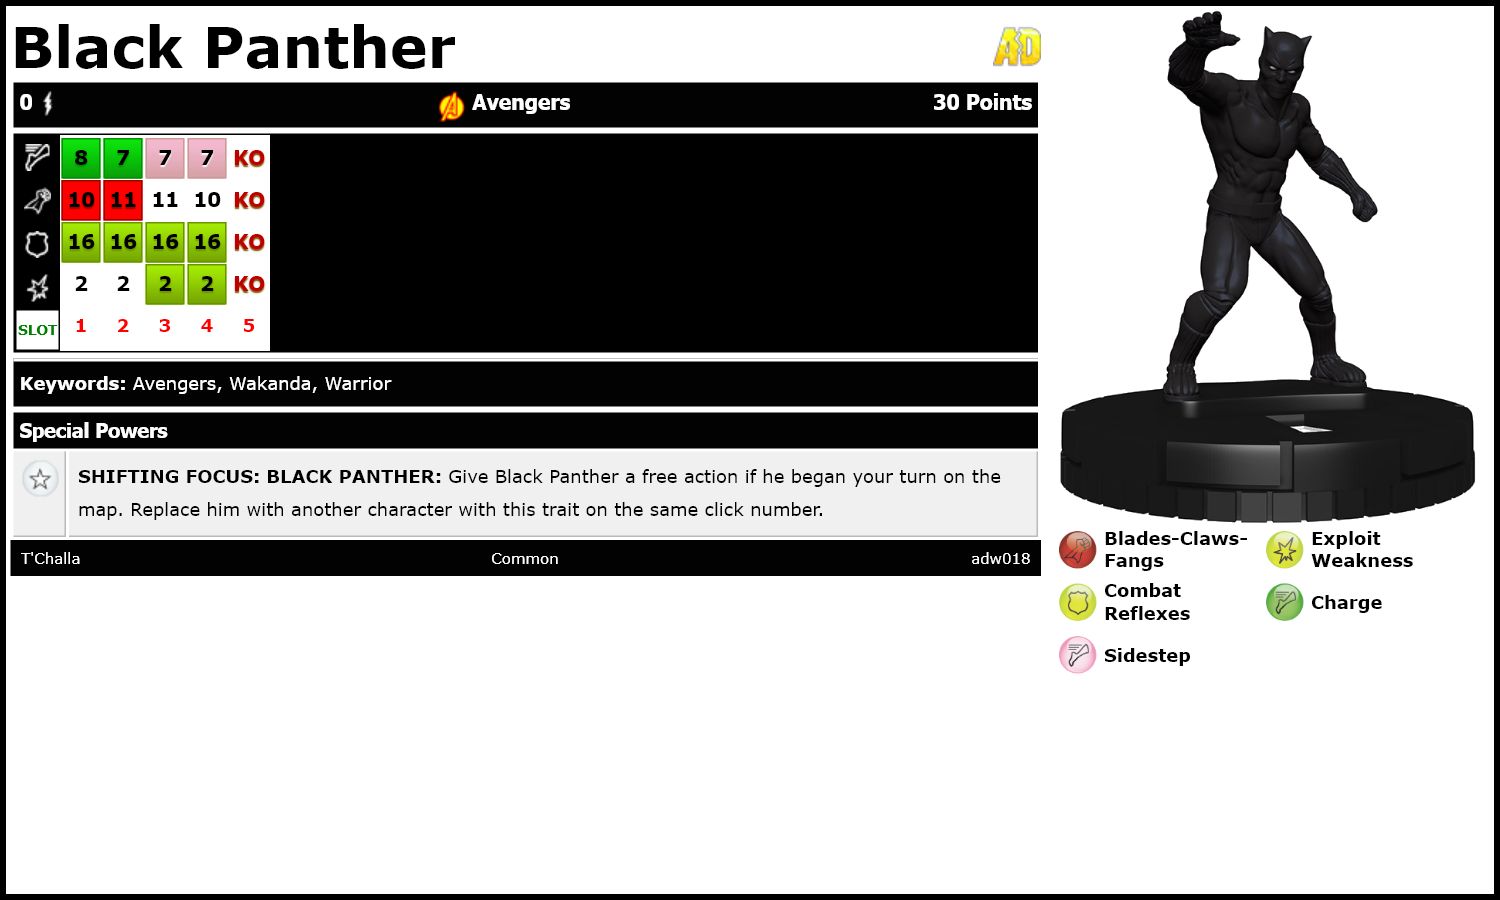 Black Panther
AD
0 Avengers 30 Points
8 7 7 7 KO
10 11 11 10 KO
16 16 16 16 KO
2 2 2 2 KO
SLOT 1 2 3 4 5
Keywords: Avengers, Wakanda, Warrior
Special Powers
SHIFTING FOCUS: BLACK PANTHER: Give Black Panther a free action if he began your turn on the
map. Replace him with another character with this trait on the same click number.
T'Challa Common adw018
Blades-Claws-
Fangs
Exploit
Weakness
Combat
Reflexes
Charge
Sidestep